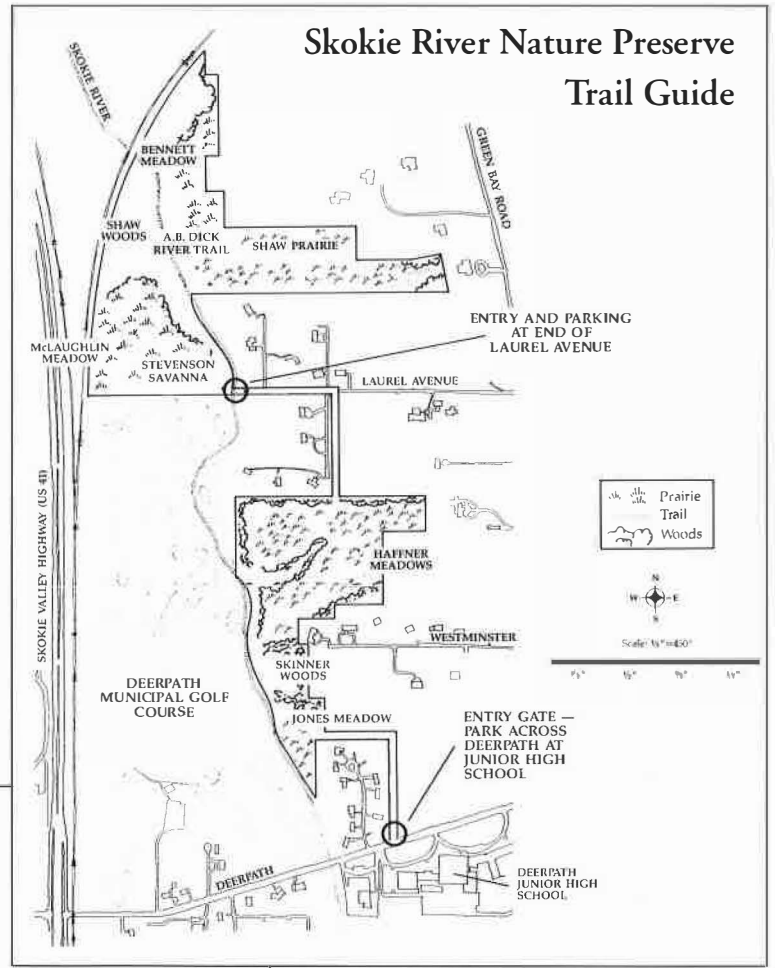 Skokie River Nature Preserve
Trail Guide
SKOKIE RIVER
GREEN BAY ROAD
BENNETT
MEADOW
SHAW
WOODS
A.B. DICK
RIVER TRAIL
SHAW PRAIRIE
ENTRY AND PARKING
AT END OF
LAUREL AVENUE
McLAUGHLIN
MEADOW
STEVENSON
SAVANNA
LAUREL AVENUE
SKOKIE VALLEY HIGHWAY (US 41)
Prairie
Trail
Woods
HAFFNER
MEADOWS
N
W
E
S
WESTMINSTER
SKINNER
WOODS
DEERPATH
MUNICIPAL GOLF
COURSE
JONES MEADOW
ENTRY GATE —
PARK ACROSS
DEERPATH AT
JUNIOR HIGH
SCHOOL
DEERPATH
DEERPATH
JUNIOR HIGH
SCHOOL